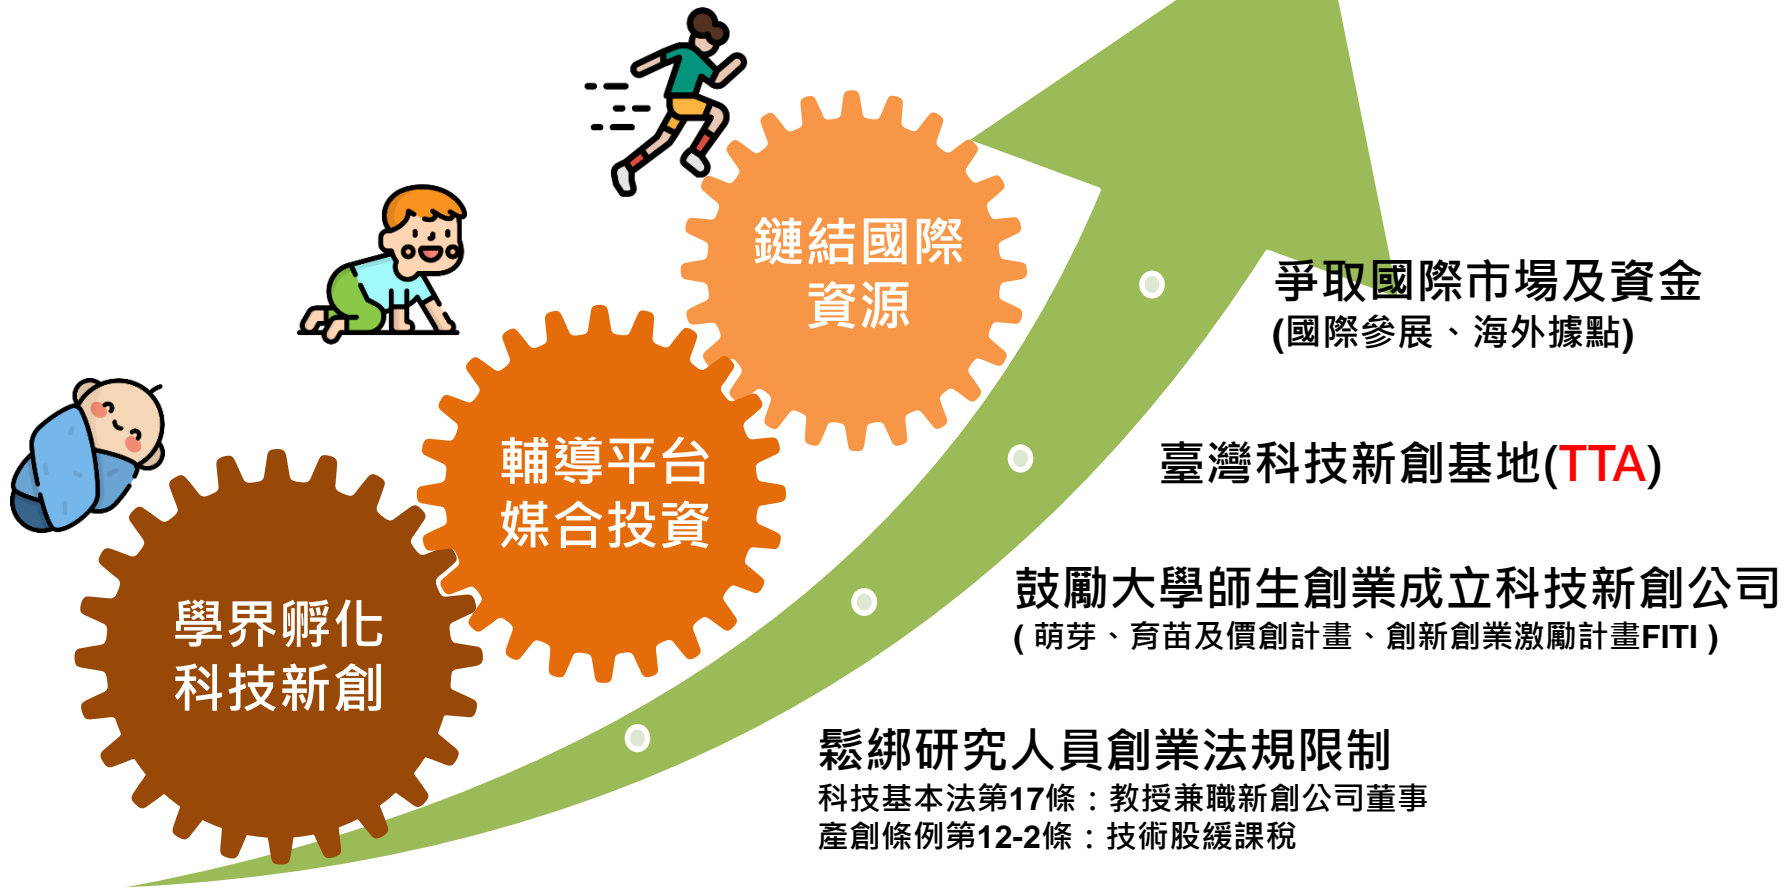 鏈結國際
資源
輔導平台
媒合投資
學界孵化
科技新創
爭取國際市場及資金
(國際參展、海外據點)
臺灣科技新創基地(TTA)
鼓勵大學師生創業成立科技新創公司
( 萌芽、育苗及價創計畫、創新創業激勵計畫FITI )
鬆綁研究人員創業法規限制
科技基本法第17條：教授兼職新創公司董事
產創條例第12-2條：技術股緩課稅